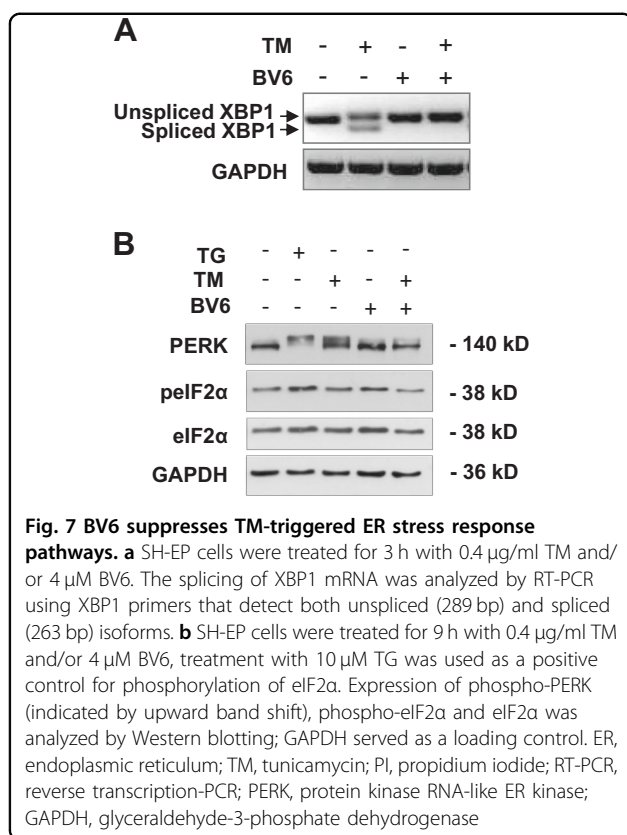 A
TM - + - +
BV6 - - + +
Unspliced XBP1
Spliced XBP1
GAPDH
B
TG - + - - -
TM - - + - +
BV6 - - - + +
PERK - 140 kD
peIF2α - 38 kD
eIF2α - 38 kD
GAPDH - 36 kD
Fig. 7 BV6 suppresses TM-triggered ER stress response
pathways. a SH-EP cells were treated for 3 h with 0.4 µg/ml TM and/
or 4 µM BV6. The splicing of XBP1 mRNA was analyzed by RT-PCR
using XBP1 primers that detect both unspliced (289 bp) and spliced
(263 bp) isoforms. b SH-EP cells were treated for 9 h with 0.4 µg/ml TM
and/or 4 µM BV6, treatment with 10 µM TG was used as a positive
control for phosphorylation of eIF2α. Expression of phospho-PERK
(indicated by upward band shift), phospho-eIF2α and eIF2α was
analyzed by Western blotting; GAPDH served as a loading control. ER,
endoplasmic reticulum; TM, tunicamycin; PI, propidium iodide; RT-PCR,
reverse transcription-PCR; PERK, protein kinase RNA-like ER kinase;
GAPDH, glyceraldehyde-3-phosphate dehydrogenase